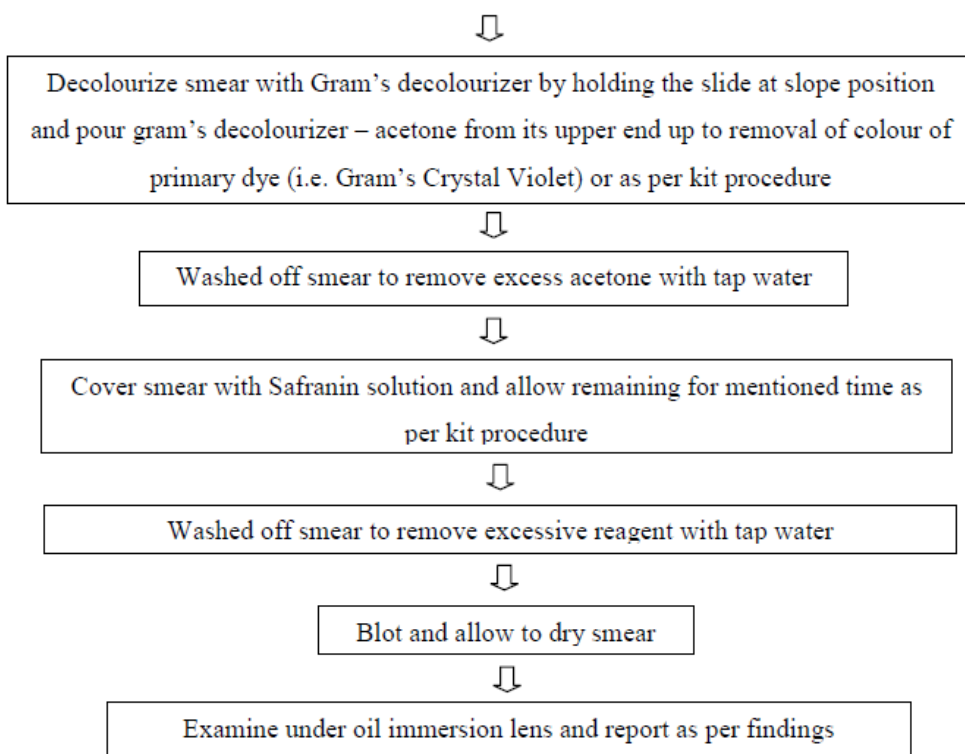 Decolourize smear with Gram’s decolourizer by holding the slide at slope position
and pour gram’s decolourizer – acetone from its upper end up to removal of colour of
primary dye (i.e. Gram’s Crystal Violet) or as per kit procedure
Washed off smear to remove excess acetone with tap water
Cover smear with Safranin solution and allow remaining for mentioned time as
per kit procedure
Washed off smear to remove excessive reagent with tap water
Blot and allow to dry smear
Examine under oil immersion lens and report as per findings